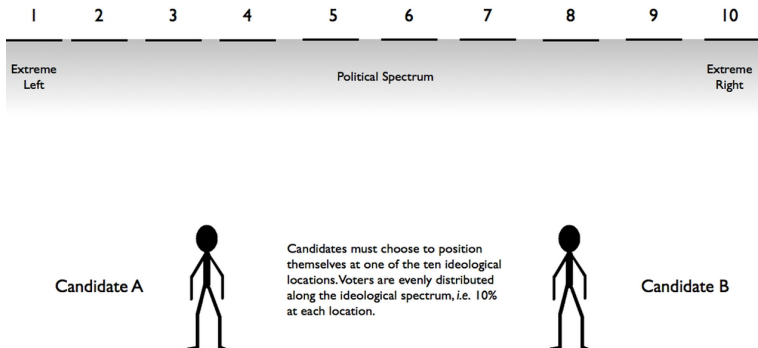 1 2 3 4 5 6 7 8 9 10
Extreme
Left
Political Spectrum
Extreme
Right
Candidate A
Candidates must choose to position
themselves at one of the ten ideological
locations.Voters are evenly distributed
along the ideological spectrum, i.e. 10%
at each location.
Candidate B